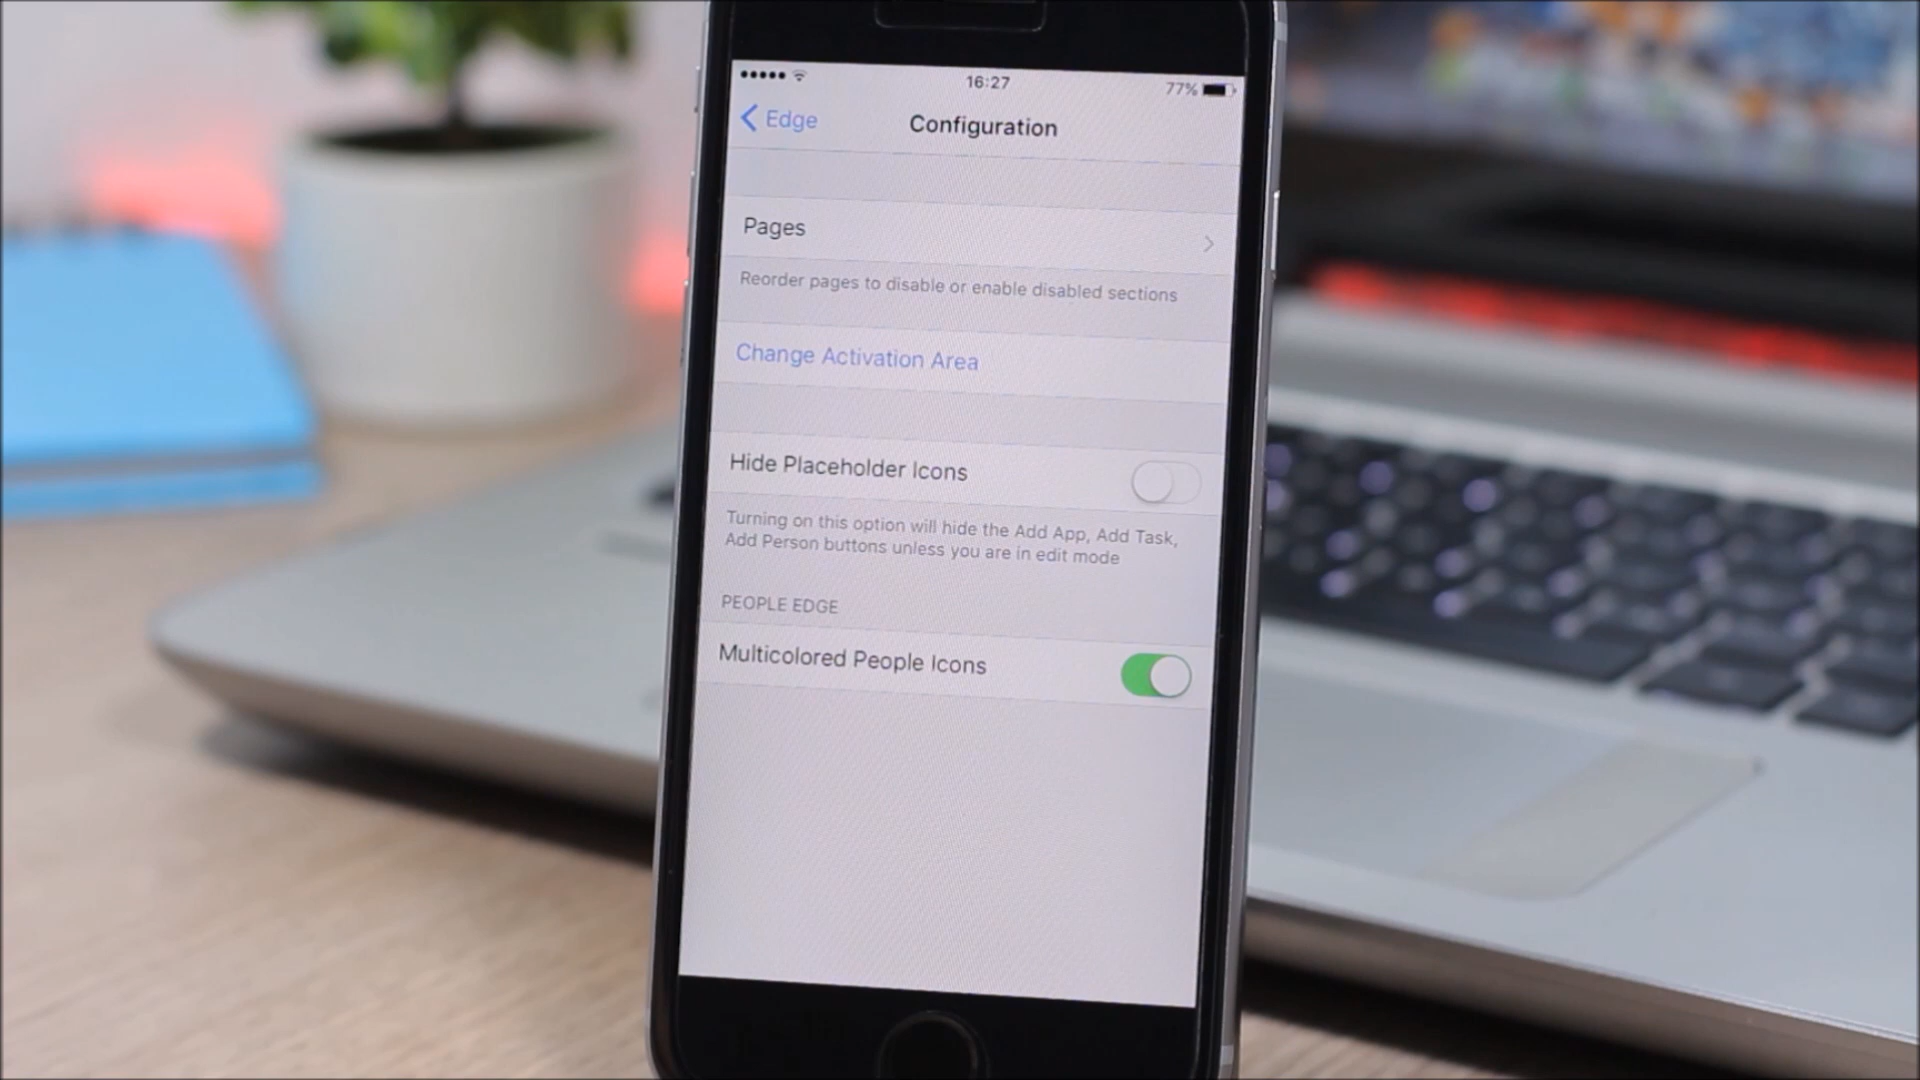 16:27
77%
Edge
Configuration
Pages
Reorder pages to disable or enable disabled sections
Change Activation Area
Hide Placeholder Icons
Turning on this option will hide the Add App, Add Task,
Add Person buttons unless you are in edit mode
PEOPLE EDGE
Multicolored People Icons